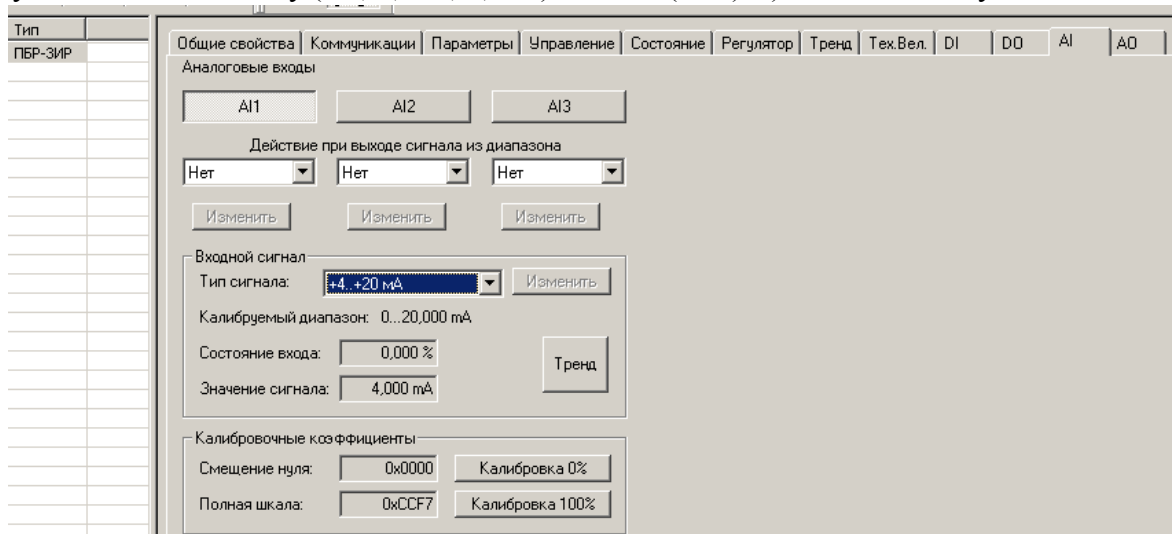 Тип
ПБР-ЗИР
Общие свойства Коммуникации Параметры Управление Состояние Регулятор Тренд Тех.Вел. DI DO AI AO
Аналоговые входы
AI1 AI2 AI3
Действие при выходе сигнала из диапазона
Нет Нет Нет
Изменить Изменить Изменить
Входной сигнал
Тип сигнала: +4..+20 мА Изменить
Калибруемый диапазон: 0...20,000 mA
Состояние входа: 0,000 %
Тренд
Значение сигнала: 4,000 mA
Калибровочные коэффициенты
Смещение нуля: 0x0000 Калибровка 0%
Полная шкала: 0xCCF7 Калибровка 100%